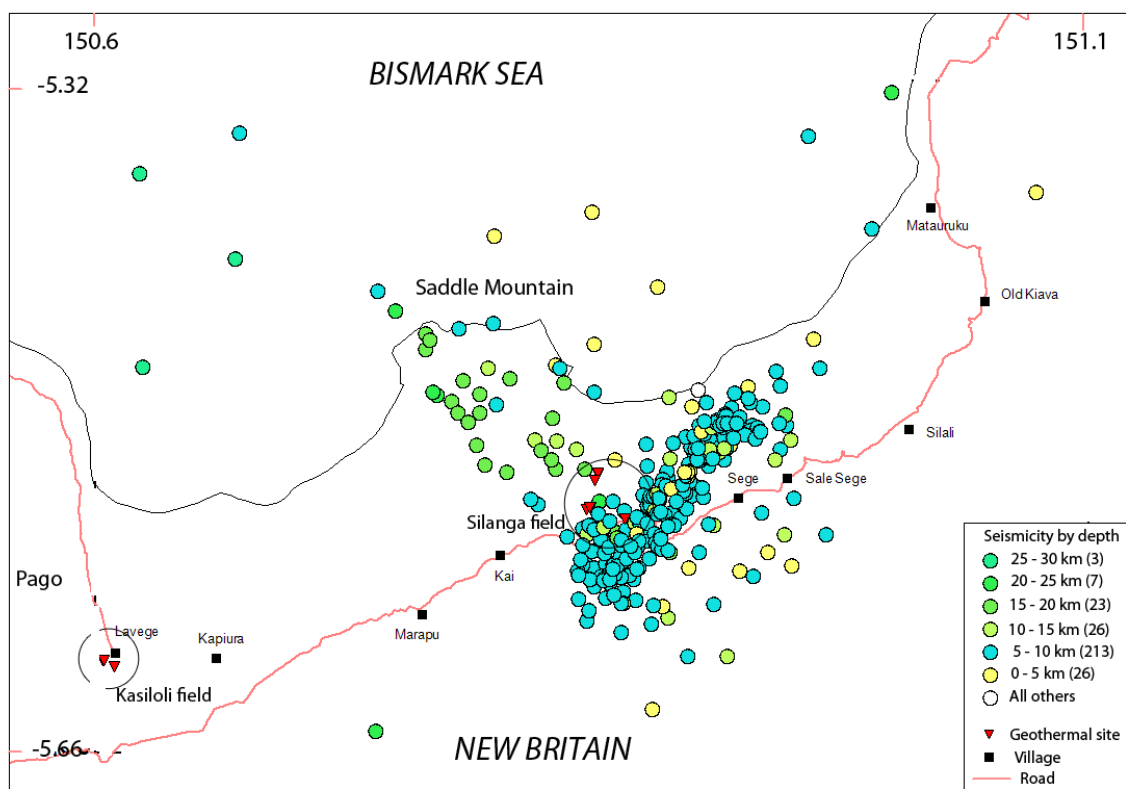 150.6
151.1
-5.32
BISMARK SEA
Matauruku
Saddle Mountain
Old Kiava
Silali
Sege
Sale Sege
Silanga field
Kai
Pago
Marapu
Lavege
Kapiura
Kasiloli field
-5.66
NEW BRITAIN
Seismicity by depth
25 - 30 km (3)
20 - 25 km (7)
15 - 20 km (23)
10 - 15 km (26)
5 - 10 km (213)
0 - 5 km (26)
All others
Geothermal site
Village
Road